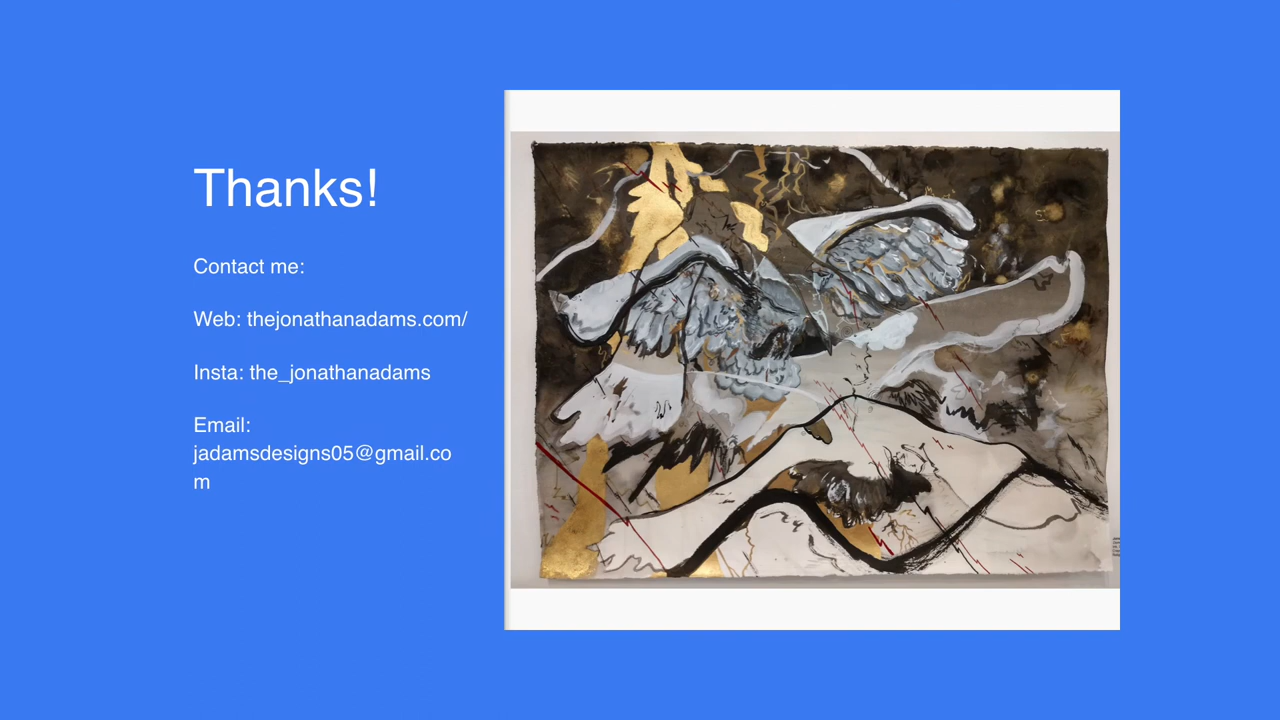 Thanks!
Contact me:
Web: thejonathanadams.com/
Insta: the_jonathanadams
Email:
jadamsdesigns05@gmail.co
m